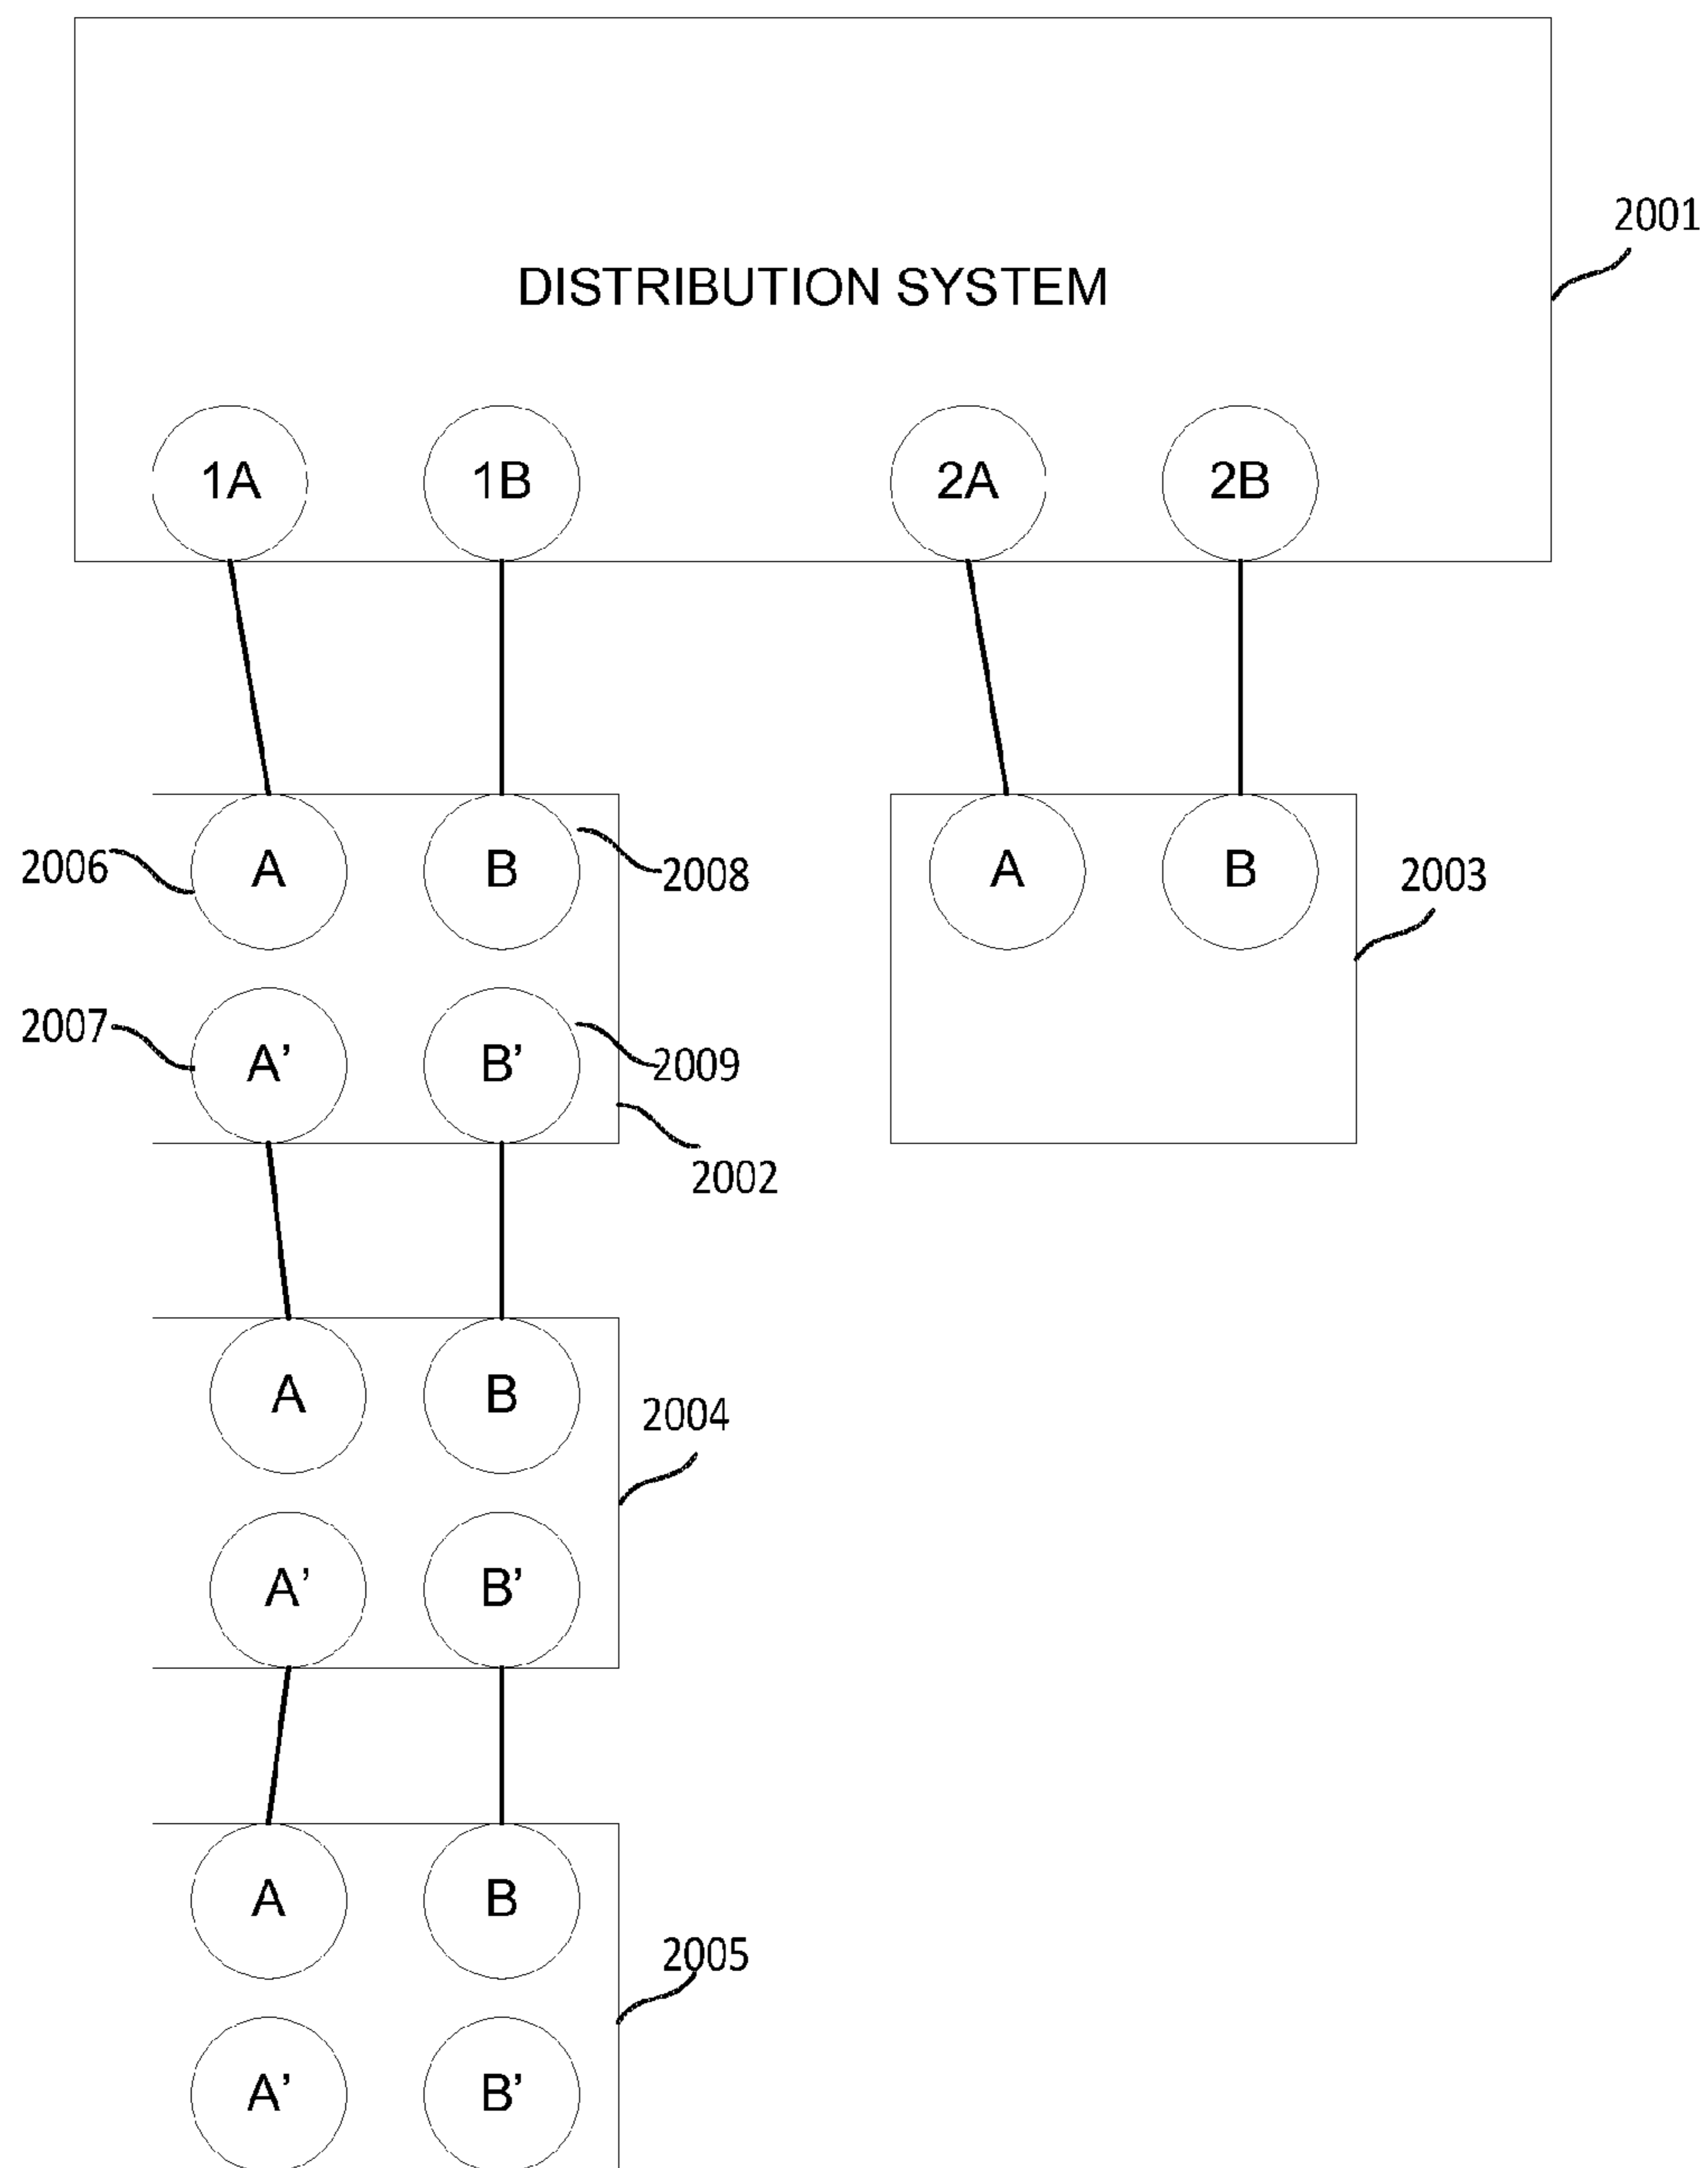 2001
DISTRIBUTION SYSTEM
1A 1B 2A 2B
2006 A B 2008 A B 2003
2007 A' B' 2009
2002
A B
2004
A' B'
A B
2005
A' B'